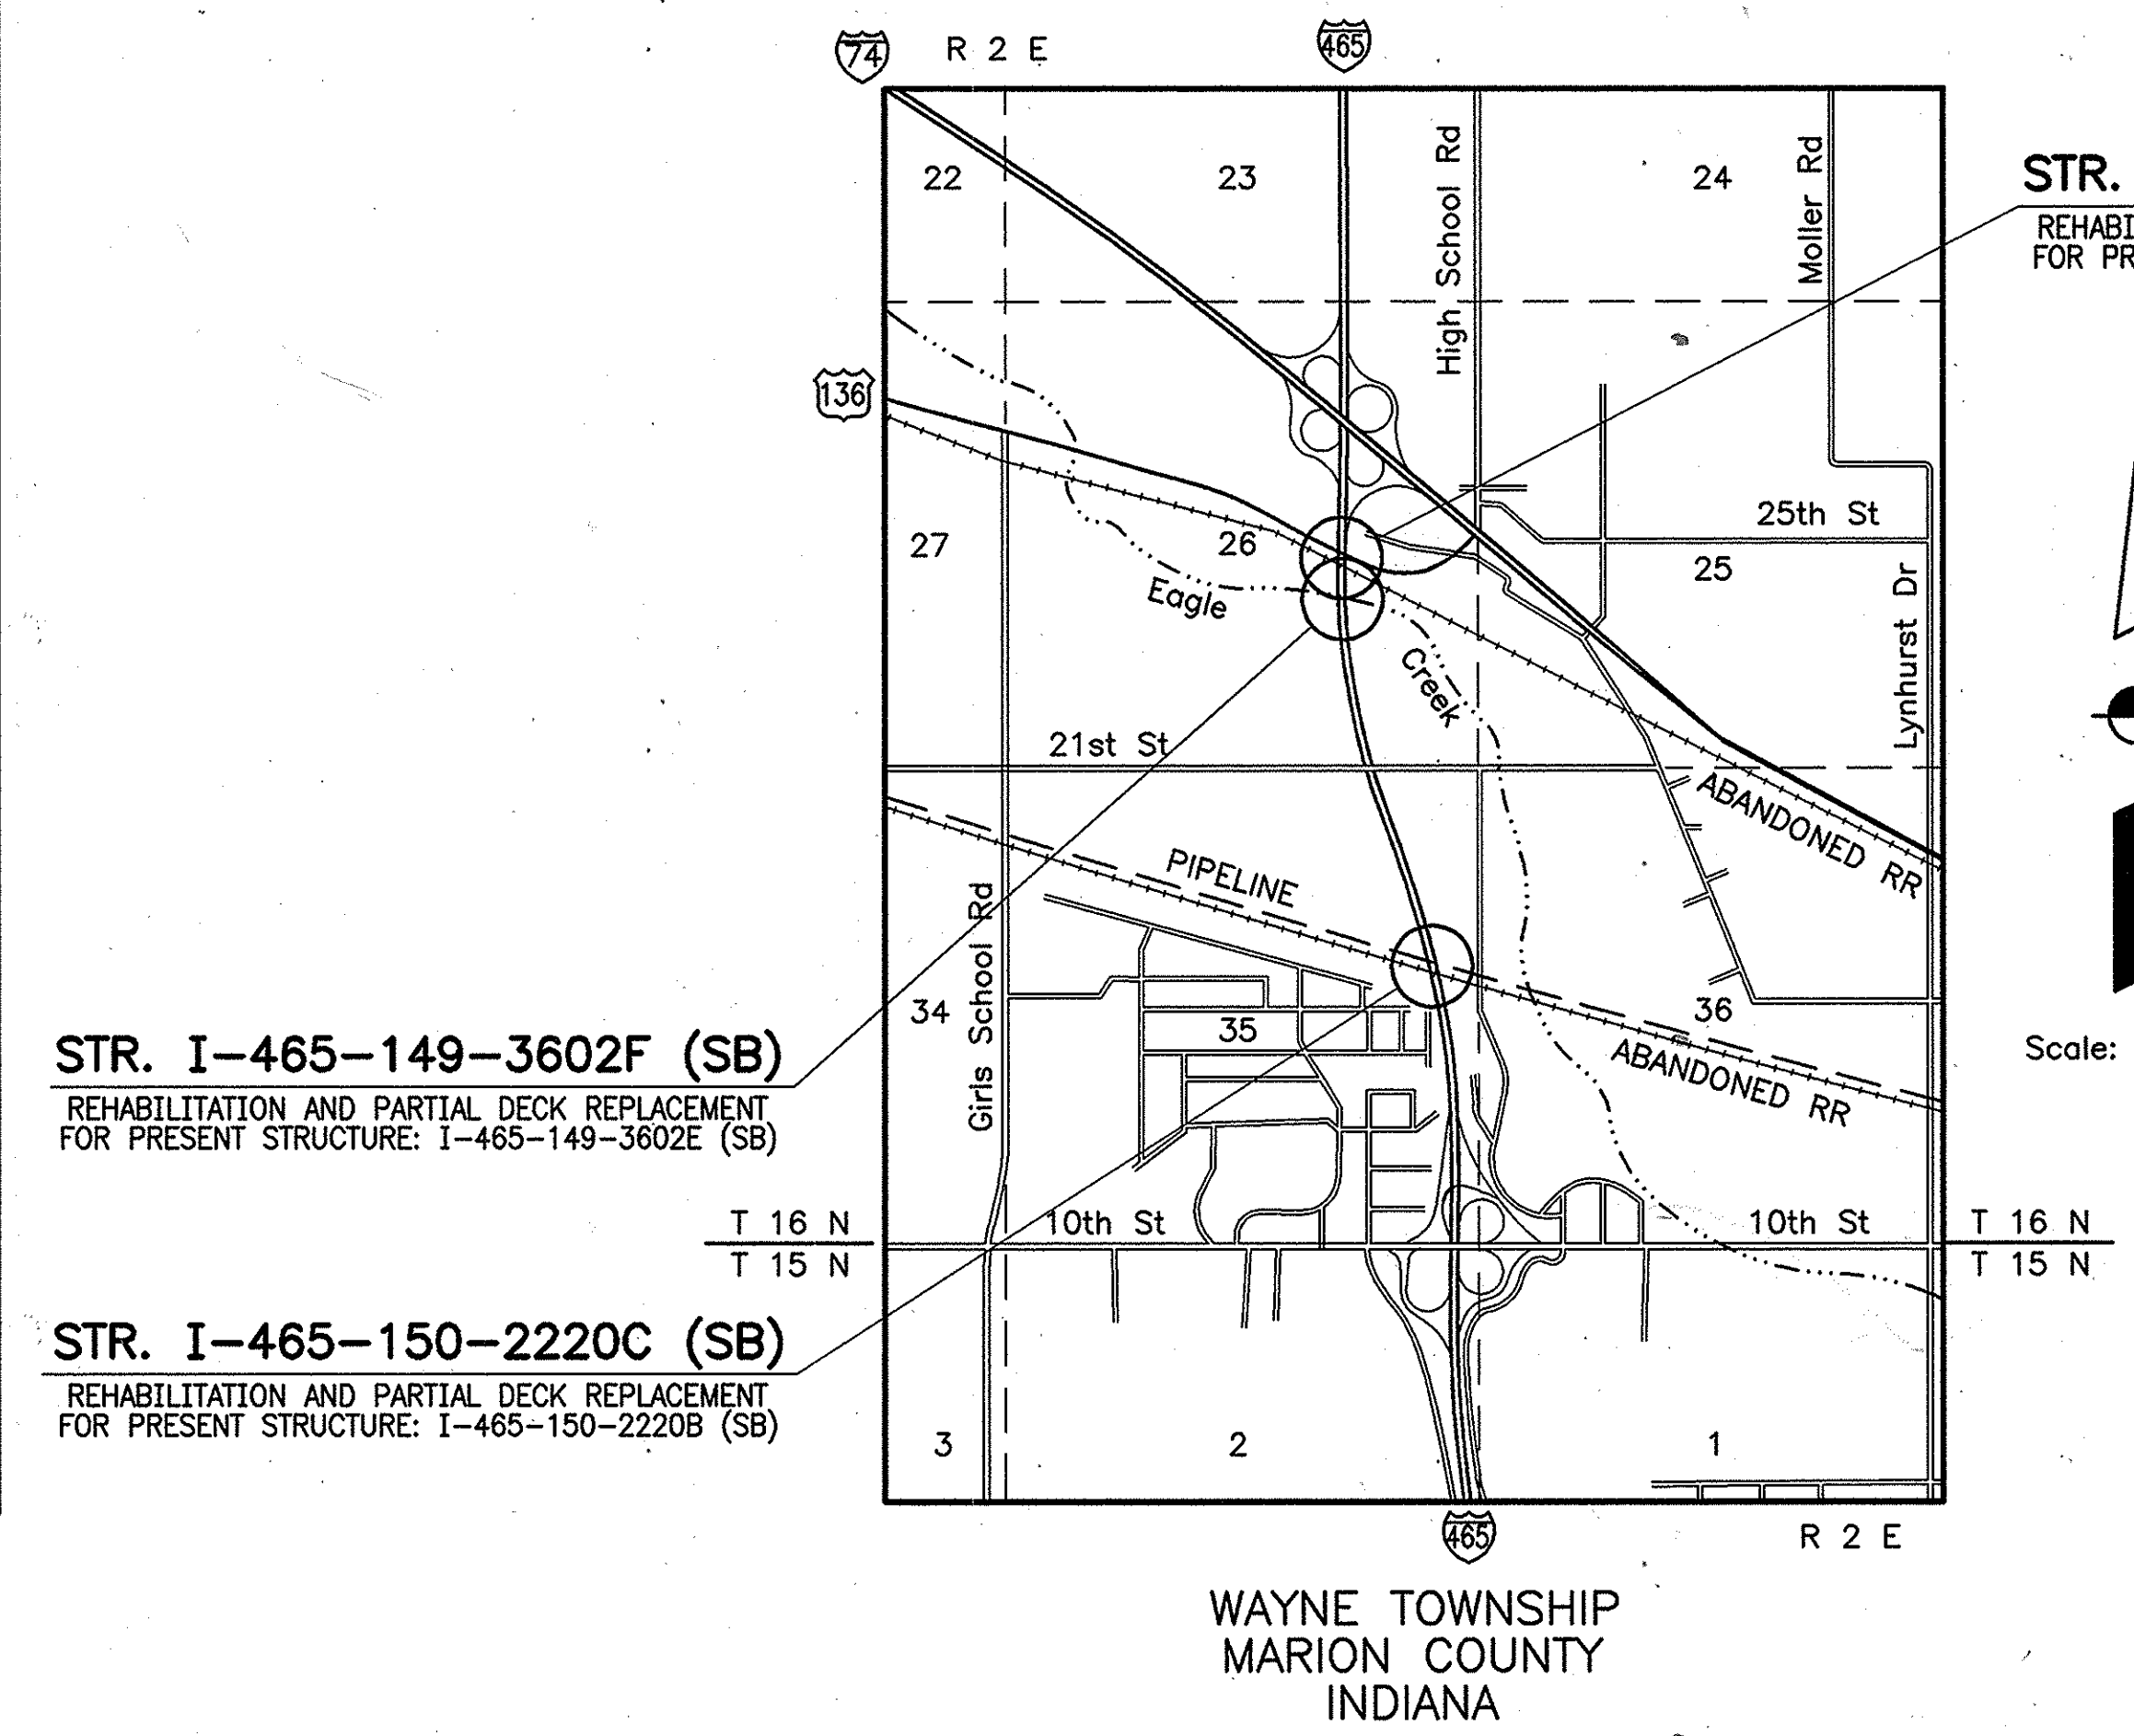 74
R 2 E
465
22
23
24
High School Rd
Moller Rd
STR.
REHABI
FOR PR
136
25th St
27
26
25
Eagle
Creek
Lynhurst Dr
21st St
ABANDONED RR
PIPELINE
Girls School Rd
34
35
36
ABANDONED RR
Scale:
STR. I-465-149-3602F (SB)
REHABILITATION AND PARTIAL DECK REPLACEMENT
FOR PRESENT STRUCTURE: I-465-149-3602E (SB)
T 16 N
T 15 N
10th St
10th St
T 16 N
T 15 N
STR. I-465-150-2220C (SB)
REHABILITATION AND PARTIAL DECK REPLACEMENT
FOR PRESENT STRUCTURE: I-465-150-2220B (SB)
3
2
1
465
R 2 E
WAYNE TOWNSHIP
MARION COUNTY
INDIANA